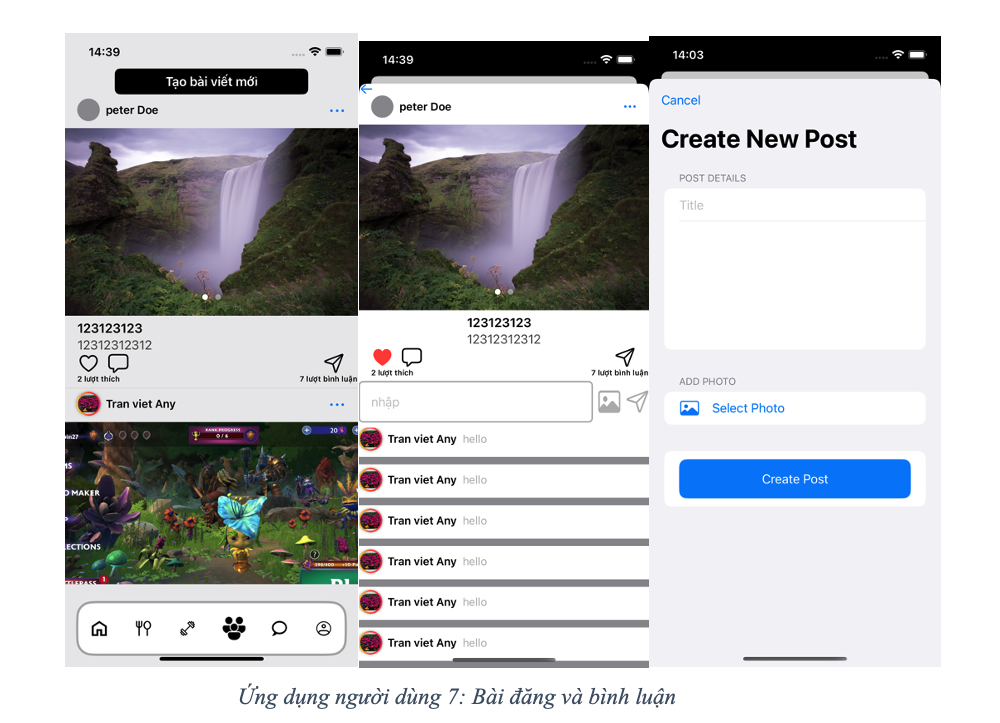 14:39
Tạo bài viết mới
peter Doe
123123123
12312312312
2 lượt thích
7 lượt bình luận
Tran viet Any
RANK PROGRESS
0 / 6
20
MAKER
ECTIONS
1
14:39
peter Doe
123123123
12312312312
2 lượt thích
7 lượt bình luận
nhập
Tran viet Any hello
Tran viet Any hello
Tran viet Any hello
Tran viet Any hello
Tran viet Any hello
Tran viet Any hello
14:03
Cancel
Create New Post
POST DETAILS
Title
ADD PHOTO
Select Photo
Create Post
Ứng dụng người dùng 7: Bài đăng và bình luận